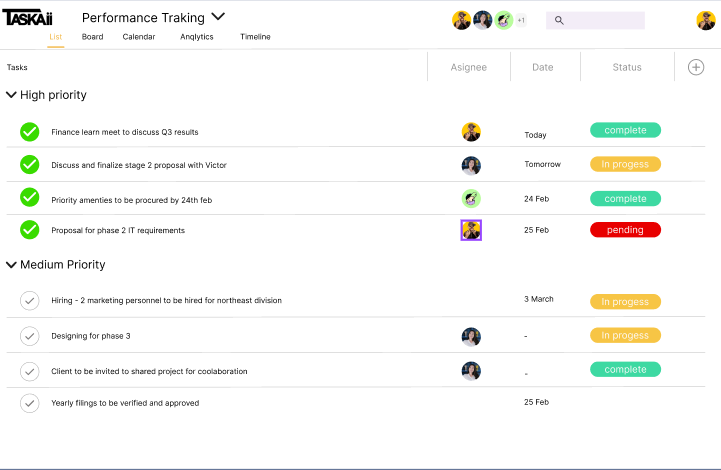 TASKAii
Performance Traking
+1
List Board Calendar Anqlytics Timeline
Tasks Asignee Date Status
High priority
Finance learn meet to discuss Q3 results Today complete
Discuss and finalize stage 2 proposal with Victor Tomorrow In progess
Priority amenties to be procured by 24th feb 24 Feb complete
Proposal for phase 2 IT requirements 25 Feb pending
Medium Priority
Hiring - 2 marketing personnel to be hired for northeast division 3 March In progess
Designing for phase 3 - In progess
Client to be invited to shared project for coolaboration - complete
Yearly filings to be verified and approved 25 Feb